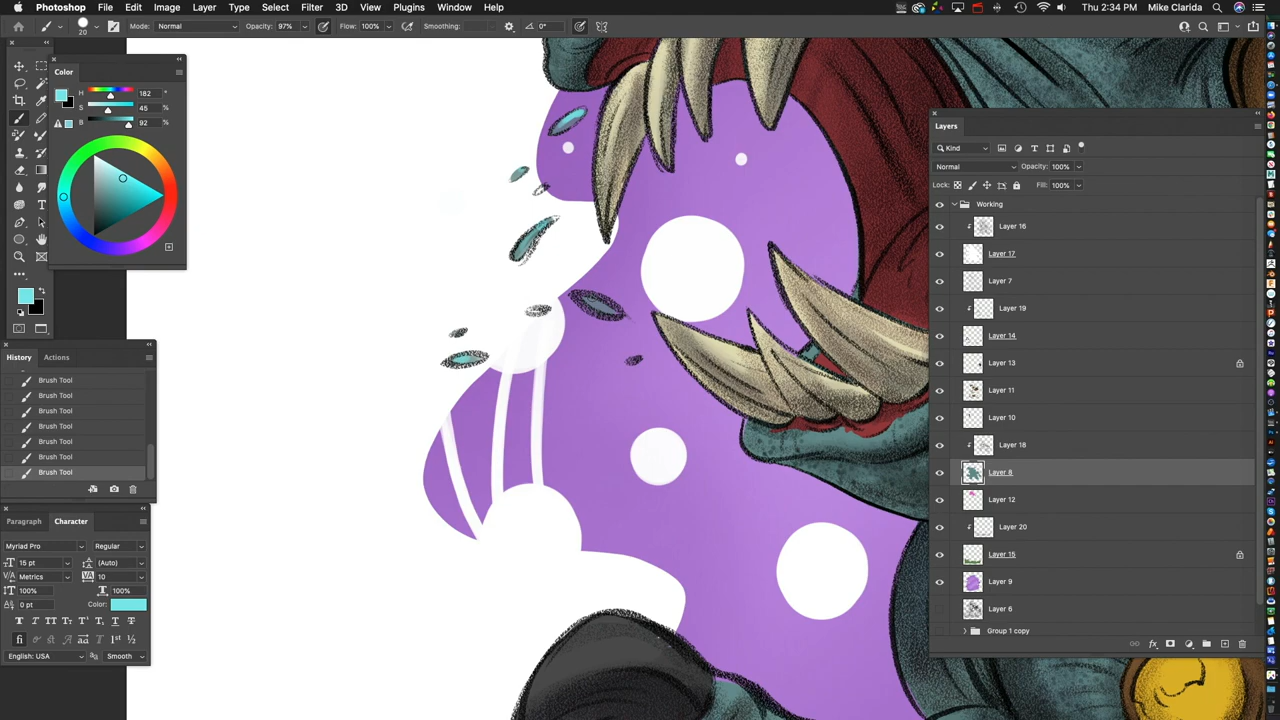 Photoshop File Edit Image Layer Type Select Filter 3D View Plugins Window Help Thu 2:34 PM Mike Clarida
20 Mode: Normal Opacity: 97% Flow: 100% Smoothing: 0°
Color
H 182 °
S 45 %
B 92 %
History Actions
Brush Tool
Brush Tool
Brush Tool
Brush Tool
Brush Tool
Brush Tool
Brush Tool
Paragraph Character
Myriad Pro Regular
15 pt (Auto)
Metrics 10
100% 100%
0 pt Color:
English: USA Smooth
Layers
Kind
Normal Opacity: 100%
Lock: Fill: 100%
Working
Layer 16
Layer 17
Layer 7
Layer 19
Layer 14
Layer 13
Layer 11
Layer 10
Layer 18
Layer 8
Layer 12
Layer 20
Layer 15
Layer 9
Layer 6
Group 1 copy